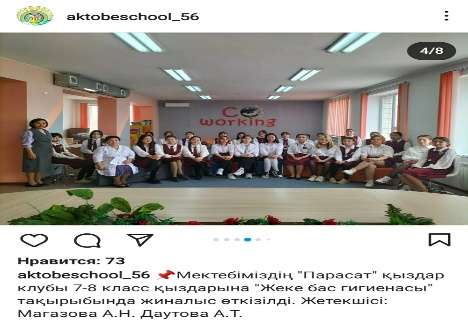 aktobeschool_56
4/8
Co
working
Нравится: 73
aktobeschool_56 📌Мектебіміздің "Парасат" қыздар
клубы 7-8 класс қыздарына "Жеке бас гигиенасы"
тақырыбында жиналыс өткізілді. Жетекшісі:
Магазова А.Н. Даутова А.Т.